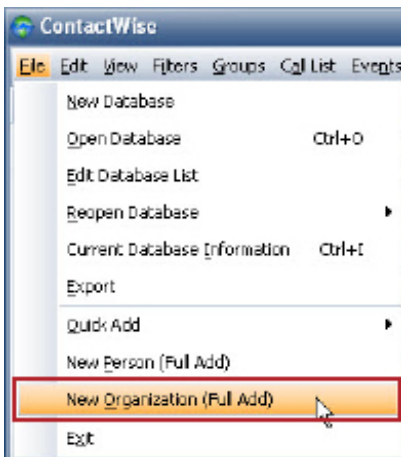 ContactWise
File Edit View Filters Groups Call List Events
New Database
Open Database Ctrl+O
Edit Database List
Reopen Database
Current Database Information Ctrl+I
Export
Quick Add
New Person (Full Add)
New Organization (Full Add)
Exit